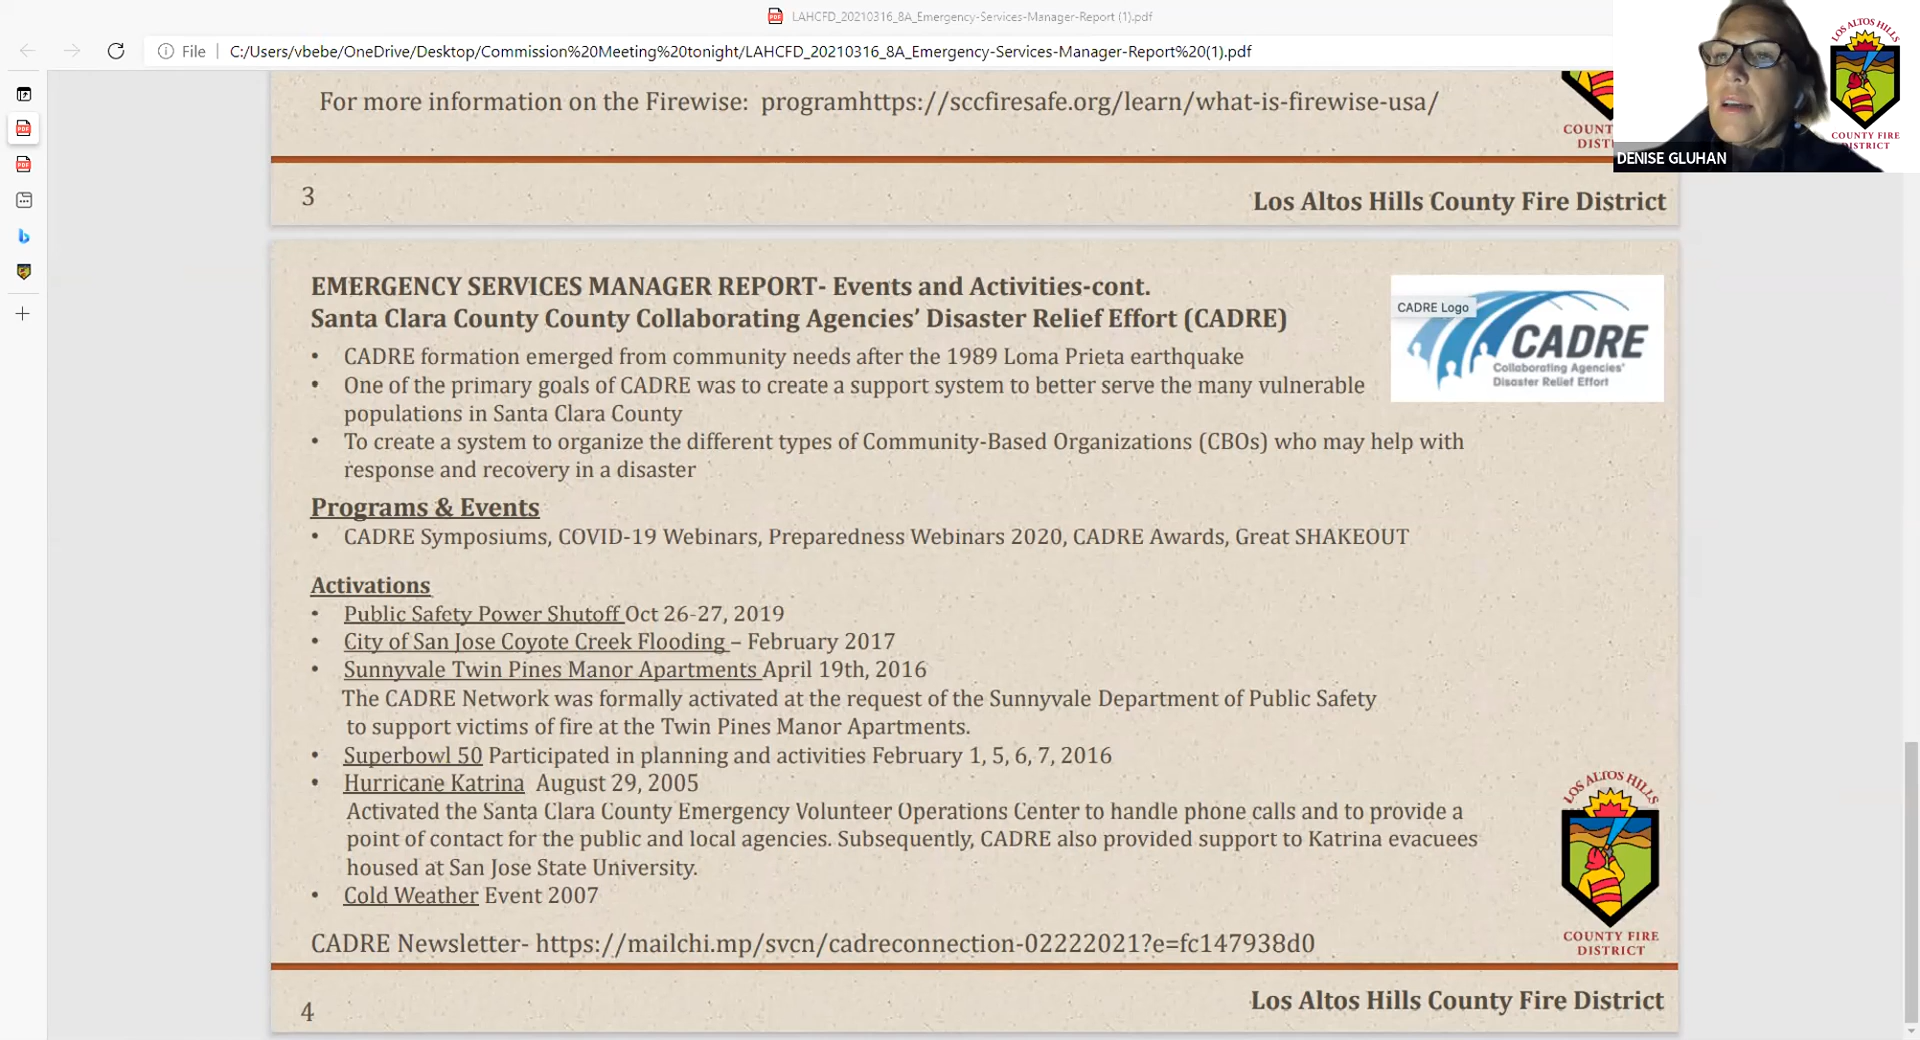 LAHCFD_20210316_8A_Emergency-Services-Manager-Report (1).pdf
File
C:/Users/vbebe/OneDrive/Desktop/Commission%20Meeting%20tonight/LAHCFD_20210316_8A_Emergency-Services-Manager-Report%20(1).pdf
LOS ALTOS HILLS
COUNTY FIRE
DISTRICT
DENISE GLUHAN
For more information on the Firewise:  programhttps://sccfiresafe.org/learn/what-is-firewise-usa/
3
Los Altos Hills County Fire District
EMERGENCY SERVICES MANAGER REPORT- Events and Activities-cont.
Santa Clara County County Collaborating Agencies’ Disaster Relief Effort (CADRE)
CADRE Logo
CADRE
Collaborating Agencies'
Disaster Relief Effort
• CADRE formation emerged from community needs after the 1989 Loma Prieta earthquake
• One of the primary goals of CADRE was to create a support system to better serve the many vulnerable
populations in Santa Clara County
• To create a system to organize the different types of Community-Based Organizations (CBOs) who may help with
response and recovery in a disaster
Programs & Events
• CADRE Symposiums, COVID-19 Webinars, Preparedness Webinars 2020, CADRE Awards, Great SHAKEOUT
Activations
• Public Safety Power Shutoff Oct 26-27, 2019
• City of San Jose Coyote Creek Flooding – February 2017
• Sunnyvale Twin Pines Manor Apartments April 19th, 2016
The CADRE Network was formally activated at the request of the Sunnyvale Department of Public Safety
to support victims of fire at the Twin Pines Manor Apartments.
• Superbowl 50 Participated in planning and activities February 1, 5, 6, 7, 2016
• Hurricane Katrina  August 29, 2005
Activated the Santa Clara County Emergency Volunteer Operations Center to handle phone calls and to provide a
point of contact for the public and local agencies. Subsequently, CADRE also provided support to Katrina evacuees
housed at San Jose State University.
• Cold Weather Event 2007
CADRE Newsletter- https://mailchi.mp/svcn/cadreconnection-02222021?e=fc147938d0
LOS ALTOS HILLS
COUNTY FIRE
DISTRICT
4
Los Altos Hills County Fire District